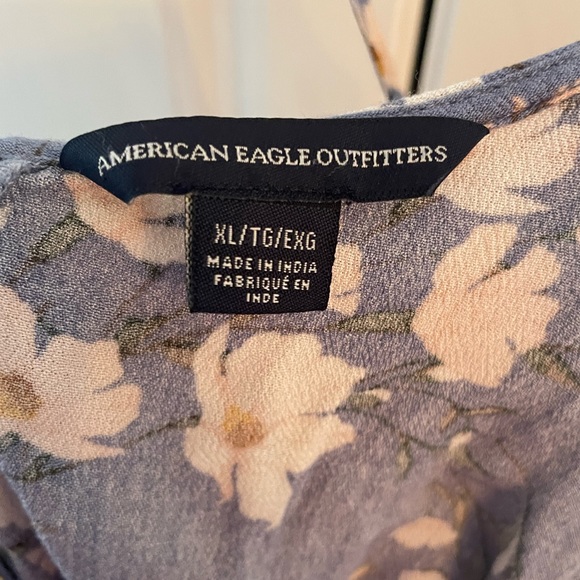 AMERICAN EAGLE OUTFITTERS
XL/TG/EXG
MADE IN INDIA
FABRIQUÉ EN
INDE